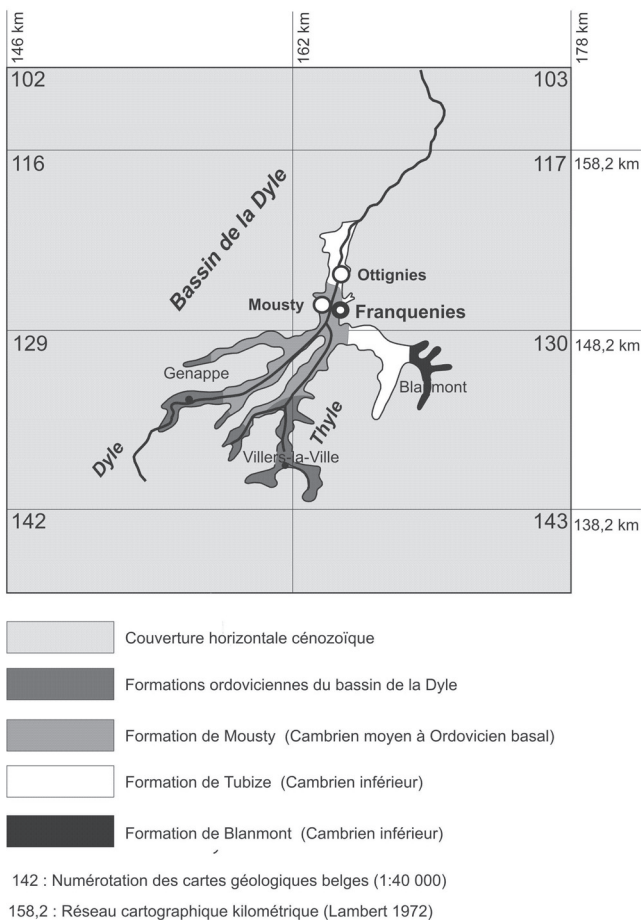 146 km
162 km
178 km
102
103
116
117
158,2 km
Bassin de la Dyle
Ottignies
Mousty
Franquenies
129
130
148,2 km
Genappe
Blanmont
Thyle
Dyle
Villers-la-Ville
142
143
138,2 km
Couverture horizontale cénozoïque
Formations ordoviciennes du bassin de la Dyle
Formation de Mousty (Cambrien moyen à Ordovicien basal)
Formation de Tubize (Cambrien inférieur)
Formation de Blanmont (Cambrien inférieur)
142 : Numérotation des cartes géologiques belges (1:40 000)
158,2 : Réseau cartographique kilométrique (Lambert 1972)